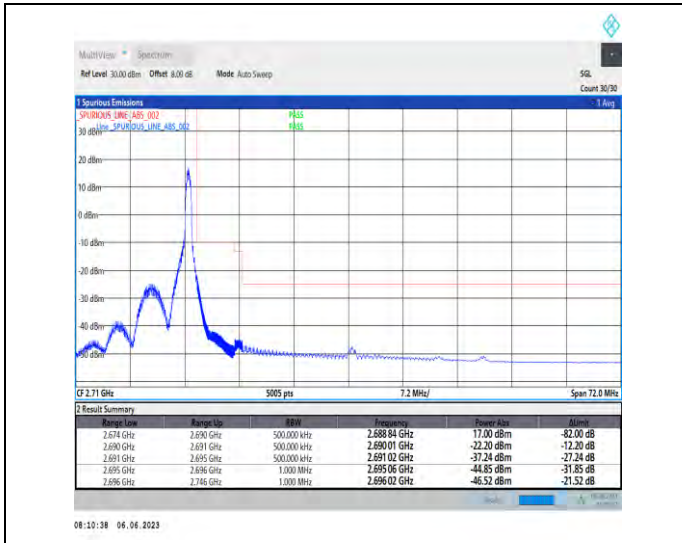 MultiView Spectrum
Ref Level 30.00 dBm Offset 8.00 dB Mode Auto Sweep SGL
Count 30/30
1 Spurious Emissions 1 Avg
_SPURIOUS_LINE_ABS_002 PASS
Line _SPURIOUS_LINE_ABS_002 PASS
30 dBm
20 dBm
10 dBm
0 dBm
-10 dBm
-20 dBm
-30 dBm
-40 dBm
-50 dBm
CF 2.71 GHz 5005 pts 7.2 MHz/ Span 72.0 MHz
2 Result Summary
Range Low Range Up RBW Frequency Power Abs ΔLimit
2.674 GHz 2.690 GHz 500.000 kHz 2.688 84 GHz 17.00 dBm -82.00 dB
2.690 GHz 2.691 GHz 500.000 kHz 2.690 01 GHz -22.20 dBm -12.20 dB
2.691 GHz 2.695 GHz 500.000 kHz 2.691 02 GHz -37.24 dBm -27.24 dB
2.695 GHz 2.696 GHz 1.000 MHz 2.695 06 GHz -44.85 dBm -31.85 dB
2.696 GHz 2.746 GHz 1.000 MHz 2.696 02 GHz -46.52 dBm -21.52 dB
08:10:38 06.06.2023